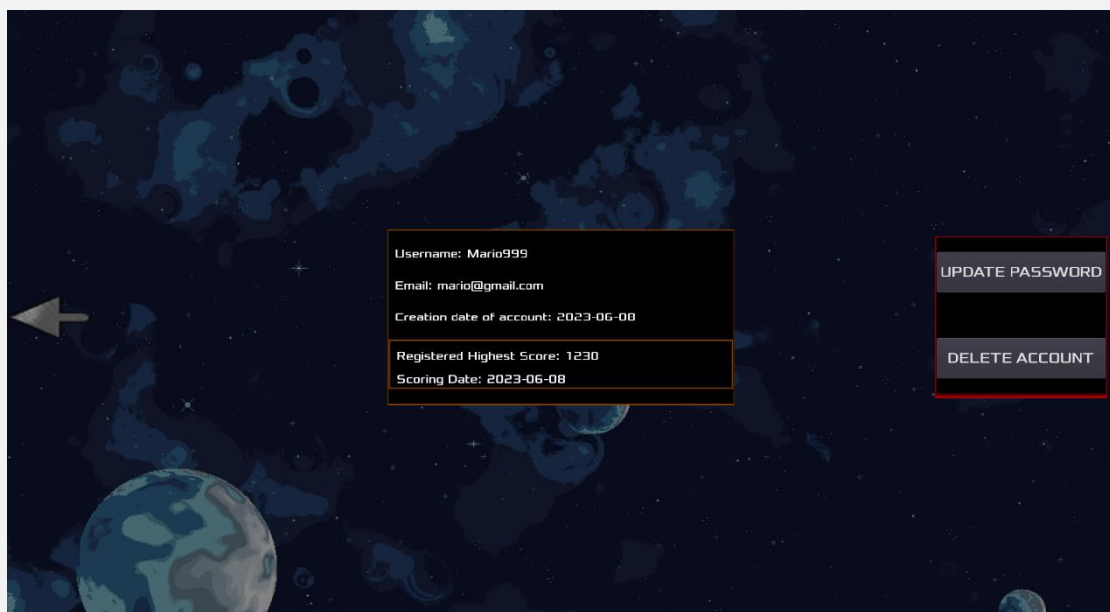 Username: Mario999
Email: mario@gmail.com
Creation date of account: 2023-06-08
Registered Highest Score: 1230
Scoring Date: 2023-06-08
UPDATE PASSWORD
DELETE ACCOUNT